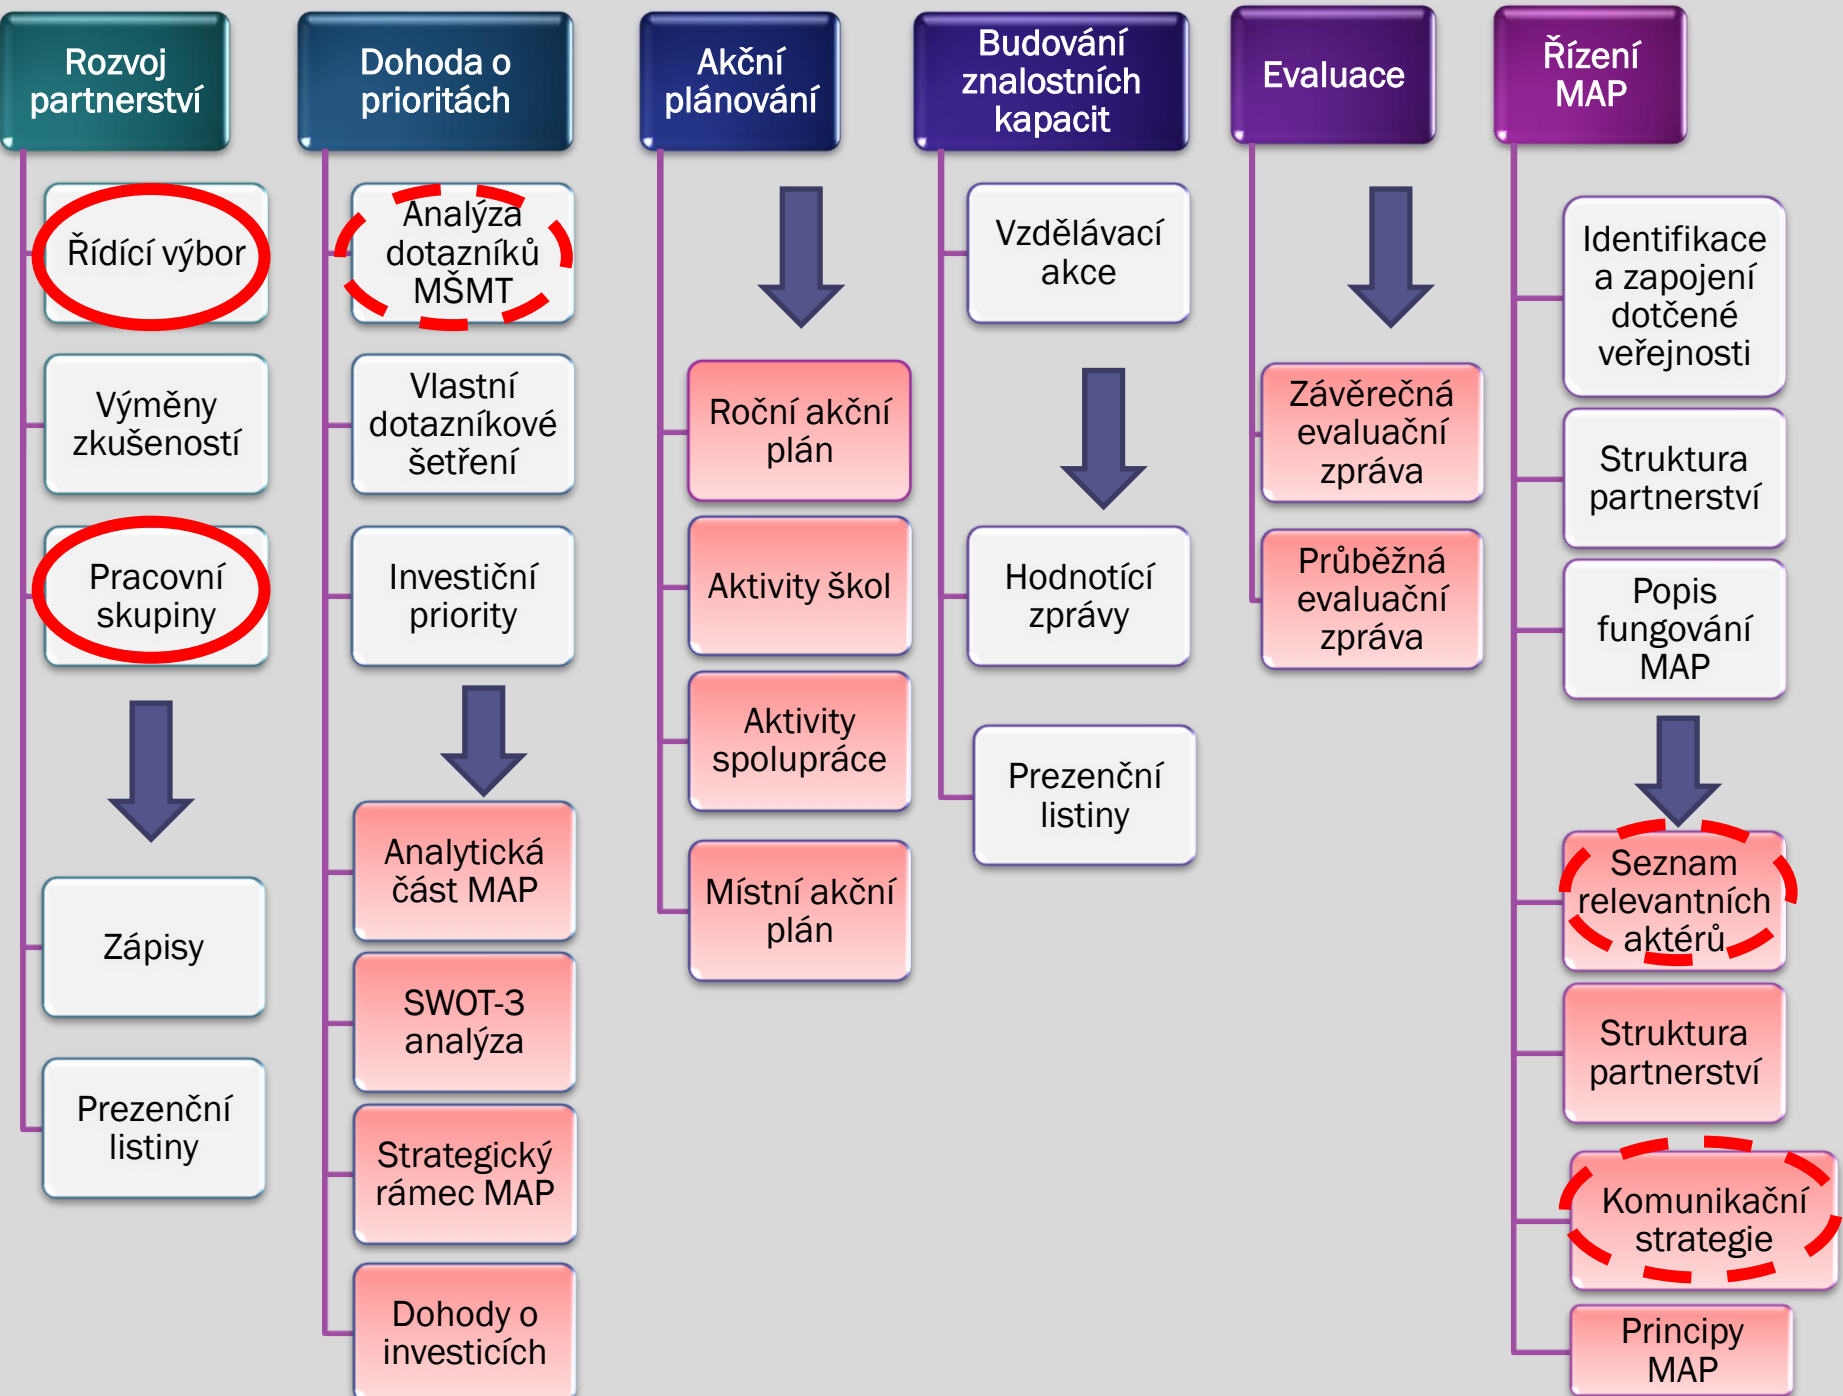 Rozvoj
partnerství
Řídící výbor
Výměny
zkušeností
Pracovní
skupiny
Zápisy
Prezenční
listiny
Dohoda o
prioritách
Analýza
dotazníků
MŠMT
Vlastní
dotazníkové
šetření
Investiční
priority
Analytická
část MAP
SWOT-3
analýza
Strategický
rámec MAP
Dohody o
investicích
Akční
plánování
Roční akční
plán
Aktivity škol
Aktivity
spolupráce
Místní akční
plán
Budování
znalostních
kapacit
Vzdělávací
akce
Hodnotící
zprávy
Prezenční
listiny
Evaluace
Závěrečná
evaluační
zpráva
Průběžná
evaluační
zpráva
Řízení
MAP
Identifikace
a zapojení
dotčené
veřejnosti
Struktura
partnerství
Popis
fungování
MAP
Seznam
relevantních
aktérů
Struktura
partnerství
Komunikační
strategie
Principy
MAP